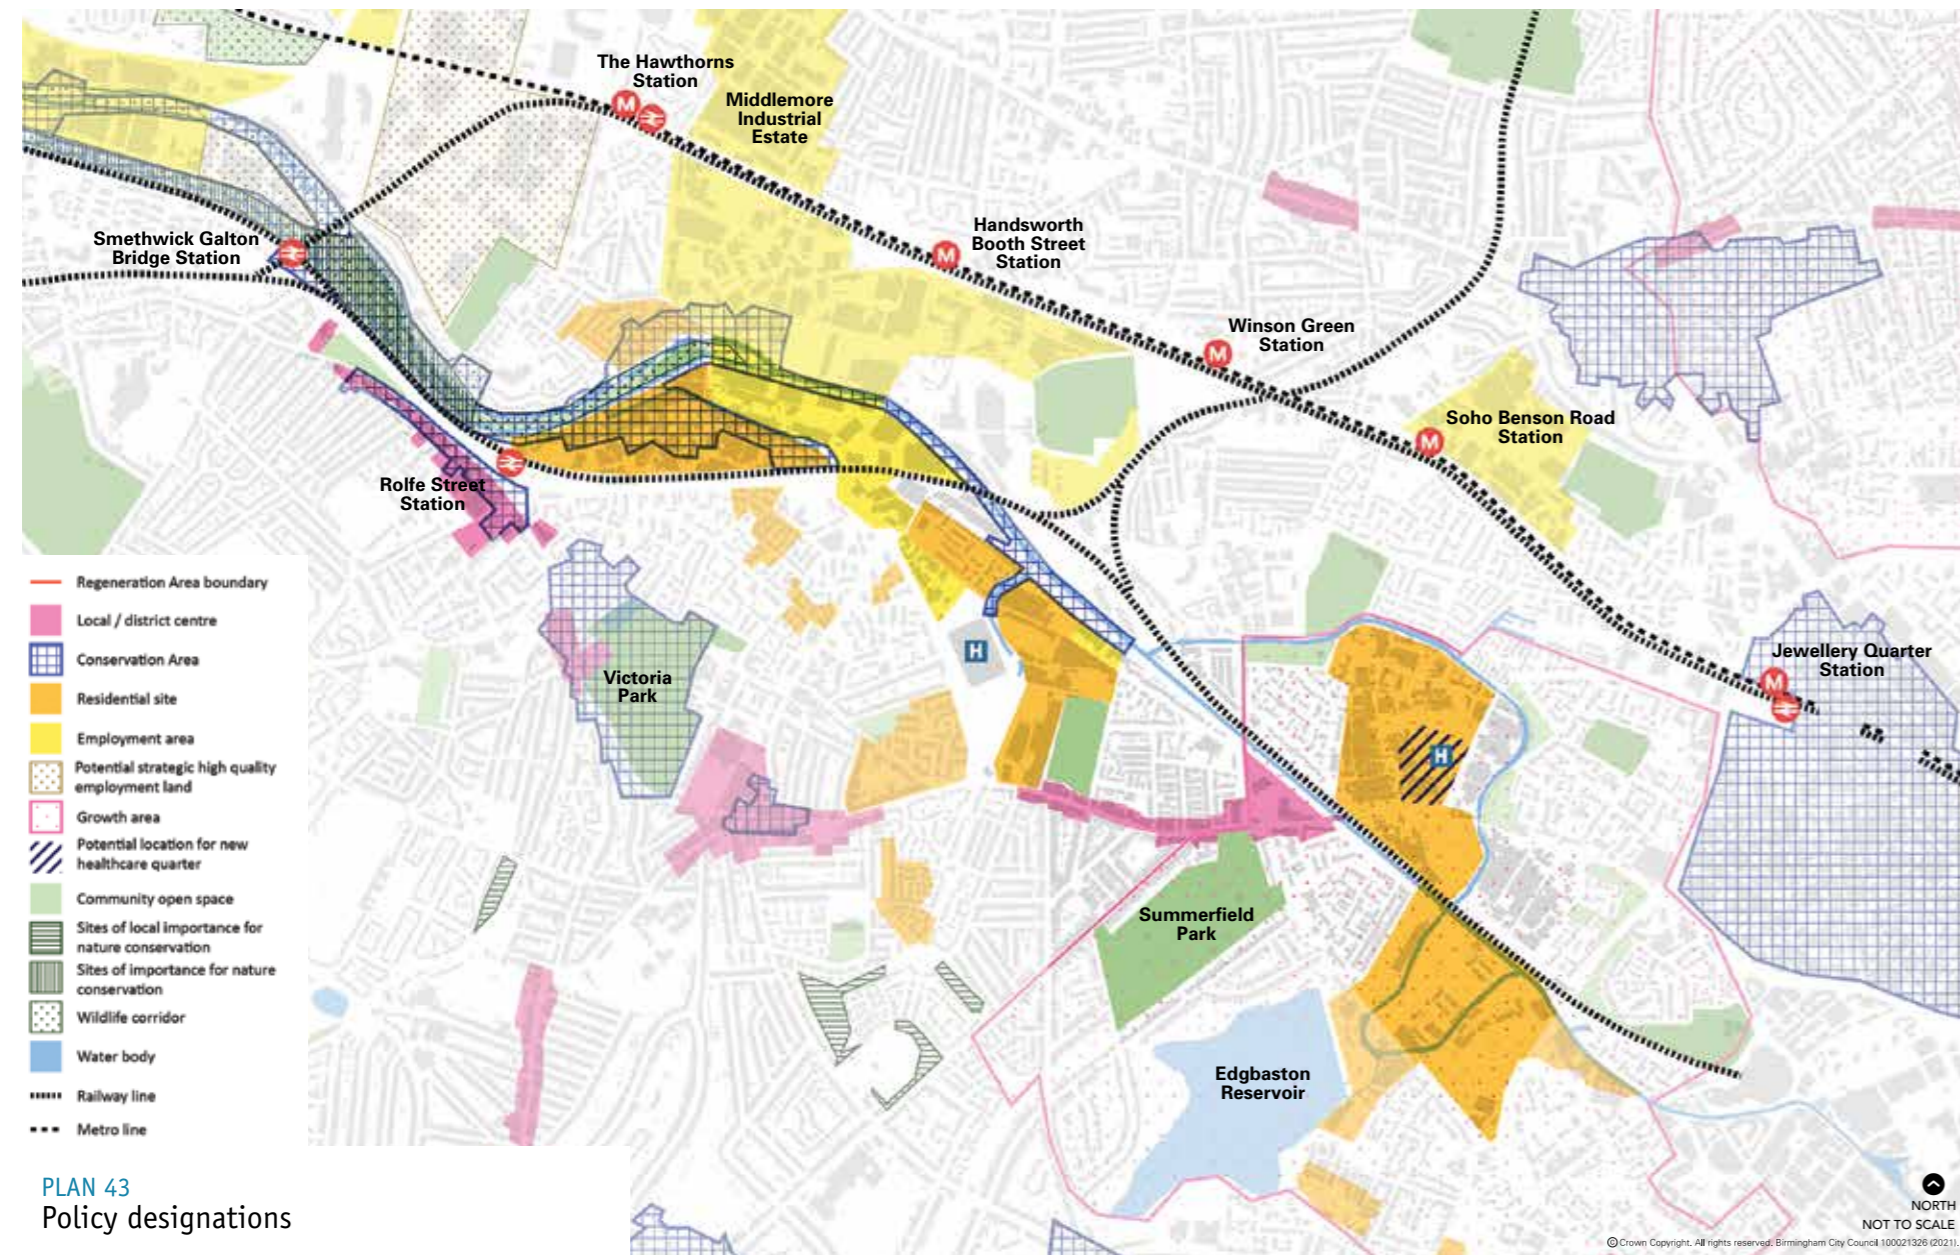 The Hawthorns
Station
M
Middlemore
Industrial
Estate
Handsworth
Booth Street
Station
M
Smethwick Galton
Bridge Station
Winson Green
Station
M
Soho Benson Road
Station
M
Rolfe Street
Station
Regeneration Area boundary
Local / district centre
Conservation Area
Residential site
Employment area
Potential strategic high quality
employment land
Growth area
Potential location for new
healthcare quarter
Community open space
Sites of local importance for
nature conservation
Sites of importance for nature
conservation
Wildlife corridor
Water body
Railway line
Metro line
Victoria
Park
H
Jewellery Quarter
Station
M
H
Summerfield
Park
Edgbaston
Reservoir
PLAN 43
Policy designations
NORTH
NOT TO SCALE
© Crown Copyright. All rights reserved. Birmingham City Council 100021326 (2021)